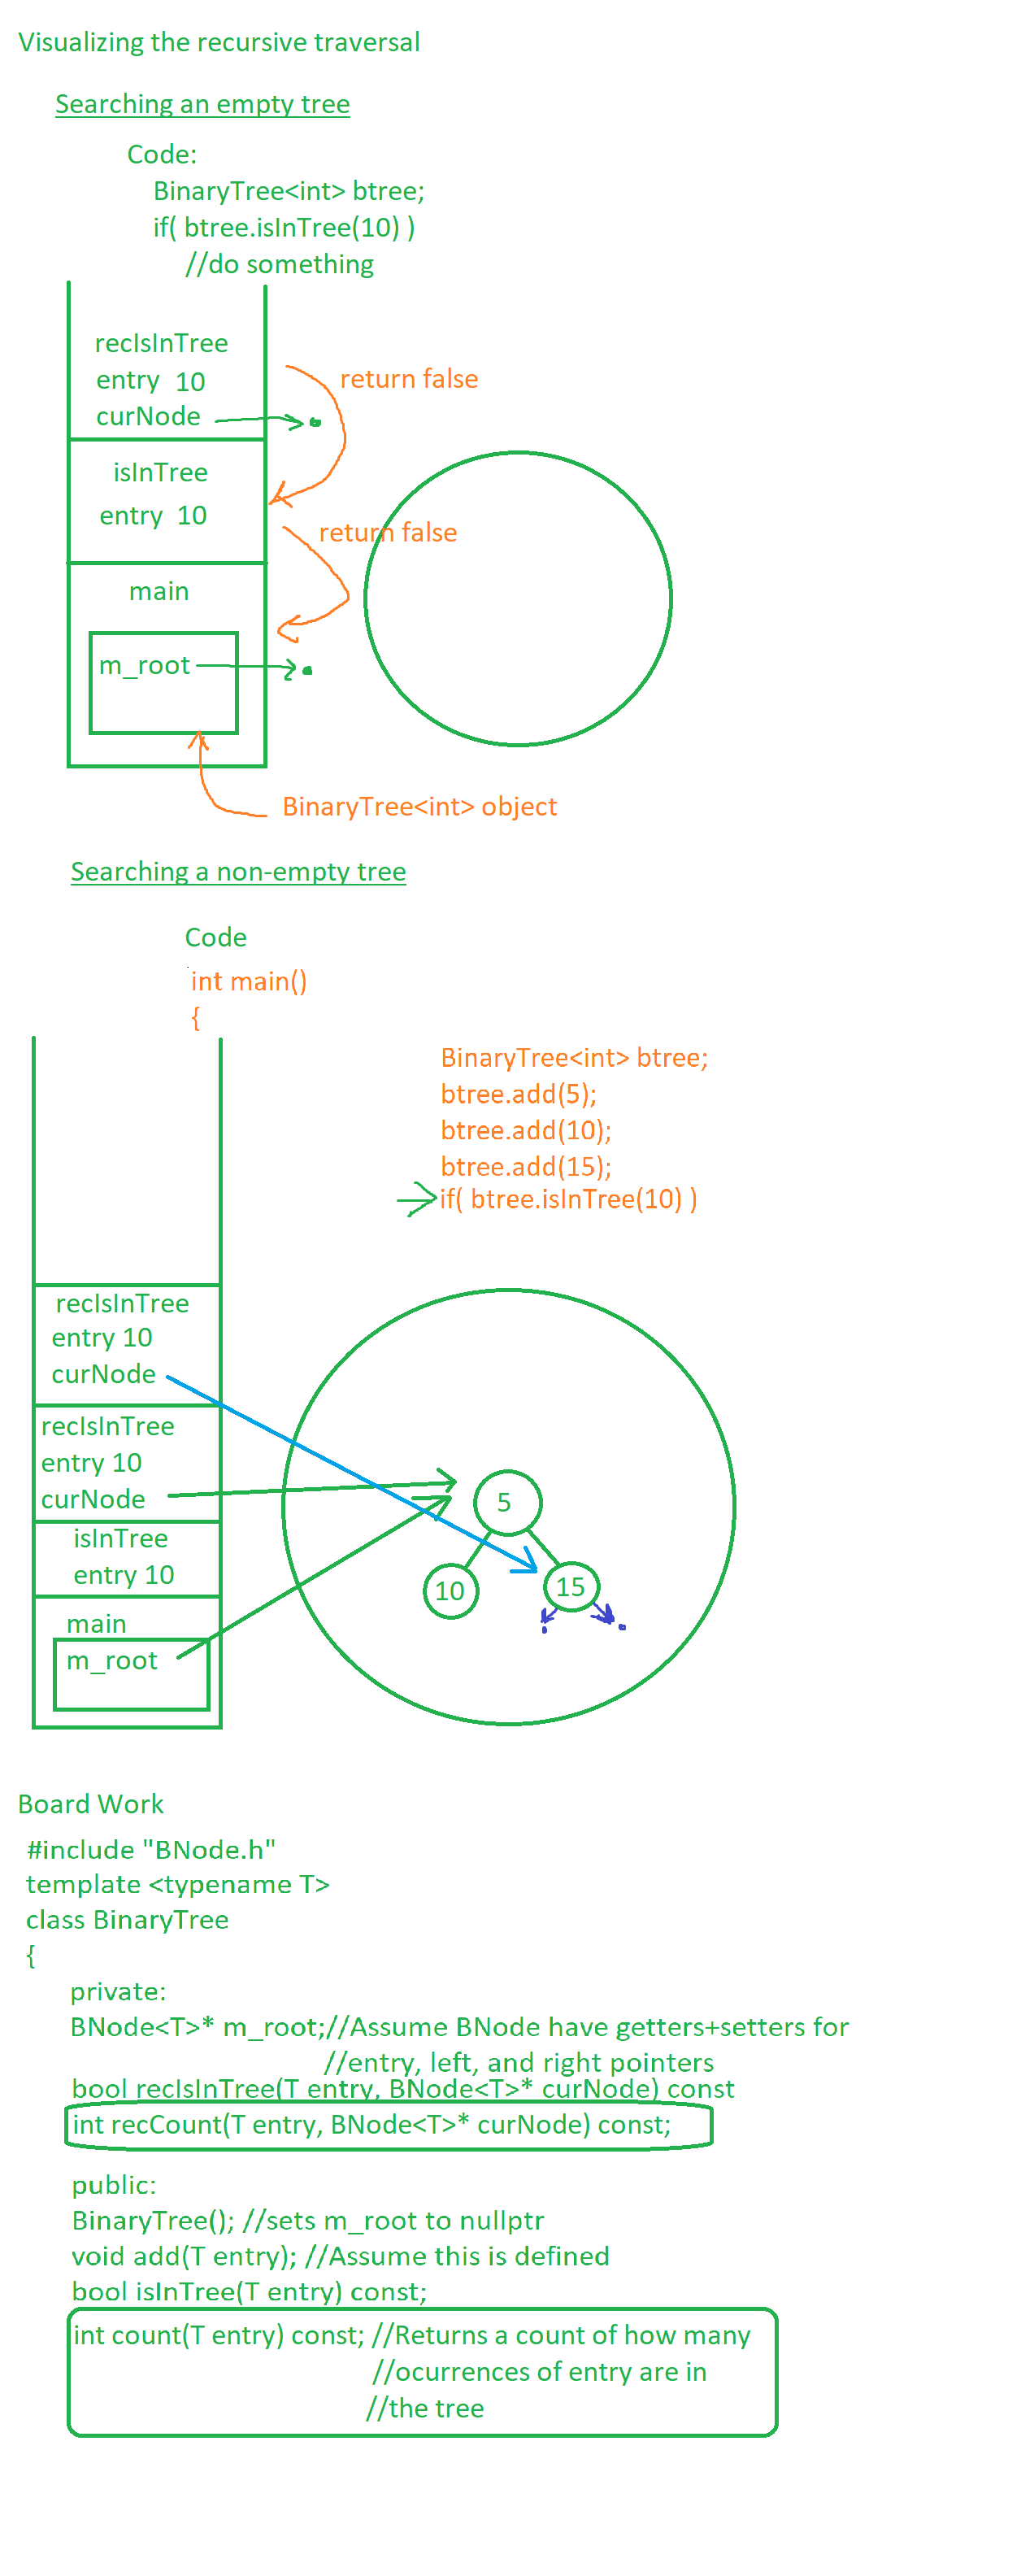 Visualizing the recursive traversal
Searching an empty tree
Code:
BinaryTree<int> btree;
if( btree.isInTree(10) )
//do something
recIsInTree
entry 10
curNode
return false
isInTree
entry 10
return false
main
m_root
BinaryTree<int> object
Searching a non-empty tree
Code
int main()
{
BinaryTree<int> btree;
btree.add(5);
btree.add(10);
btree.add(15);
if( btree.isInTree(10) )
recIsInTree
entry 10
curNode
recIsInTree
entry 10
curNode
isInTree
entry 10
main
m_root
5
10
15
Board Work
#include "BNode.h"
template <typename T>
class BinaryTree
{
private:
BNode<T>* m_root;//Assume BNode have getters+setters for
//entry, left, and right pointers
bool recIsInTree(T entry, BNode<T>* curNode) const
int recCount(T entry, BNode<T>* curNode) const;
public:
BinaryTree(); //sets m_root to nullptr
void add(T entry); //Assume this is defined
bool isInTree(T entry) const;
int count(T entry) const; //Returns a count of how many
//ocurrences of entry are in
//the tree